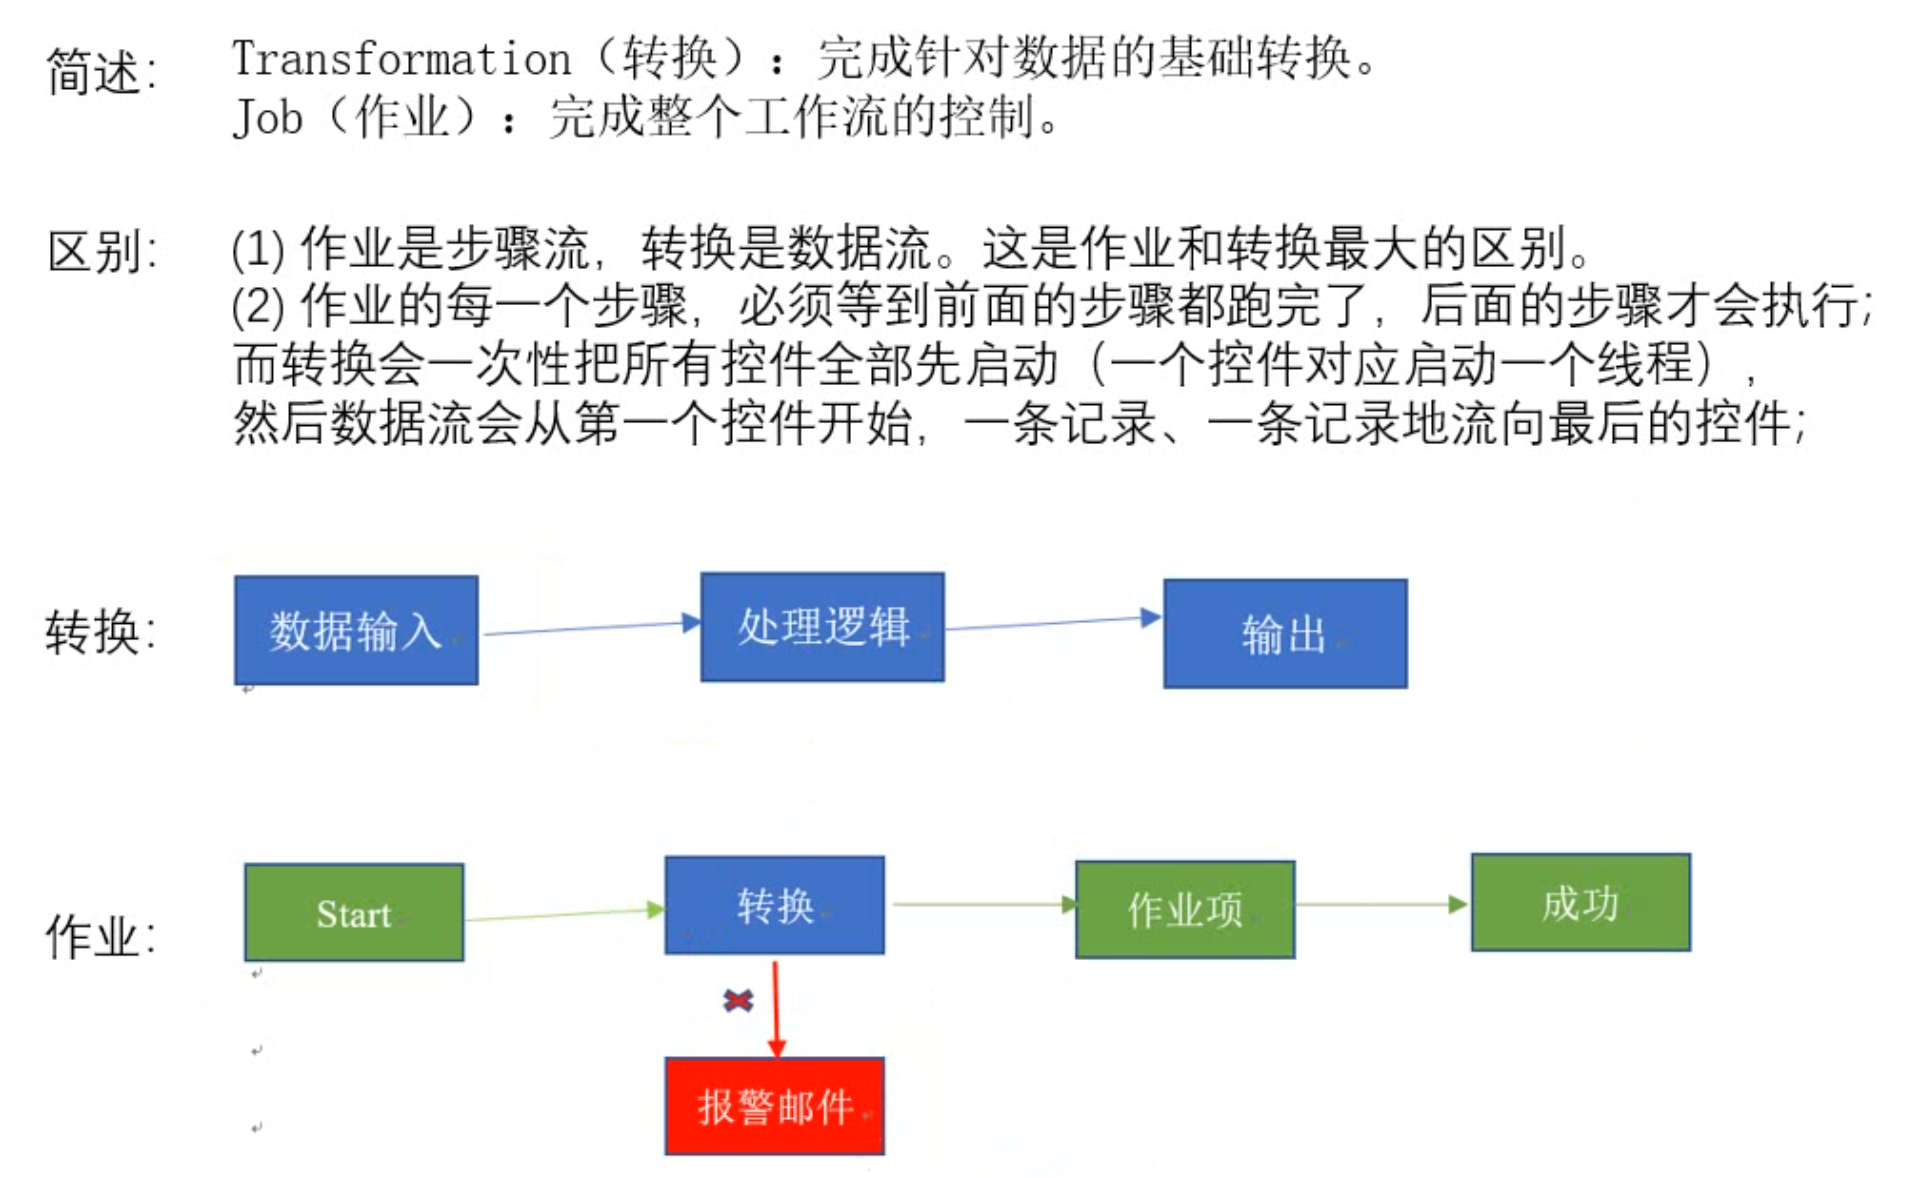 简述:
Transformation（转换）：完成针对数据的基础转换。
Job（作业）：完成整个工作流的控制。
区别:
(1) 作业是步骤流，转换是数据流。这是作业和转换最大的区别。
(2) 作业的每一个步骤，必须等到前面的步骤都跑完了，后面的步骤才会执行;
而转换会一次性把所有控件全部先启动（一个控件对应启动一个线程），
然后数据流会从第一个控件开始，一条记录、一条记录地流向最后的控件;
转换:
数据输入
处理逻辑
输出
作业:
Start
转换
作业项
成功
报警邮件